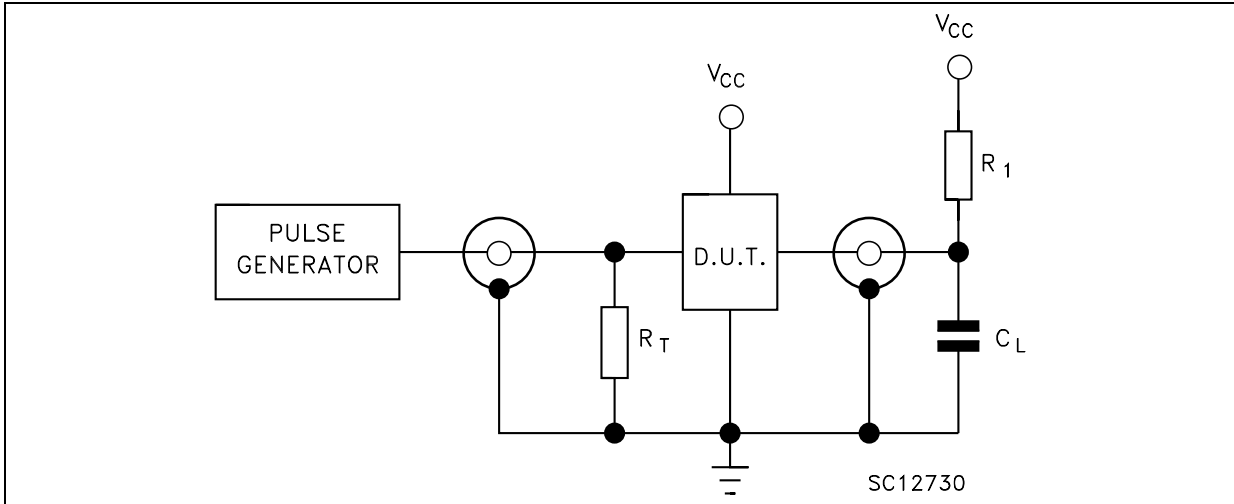 VCC
VCC
R1
PULSE
GENERATOR
D.U.T.
RT
CL
SC12730